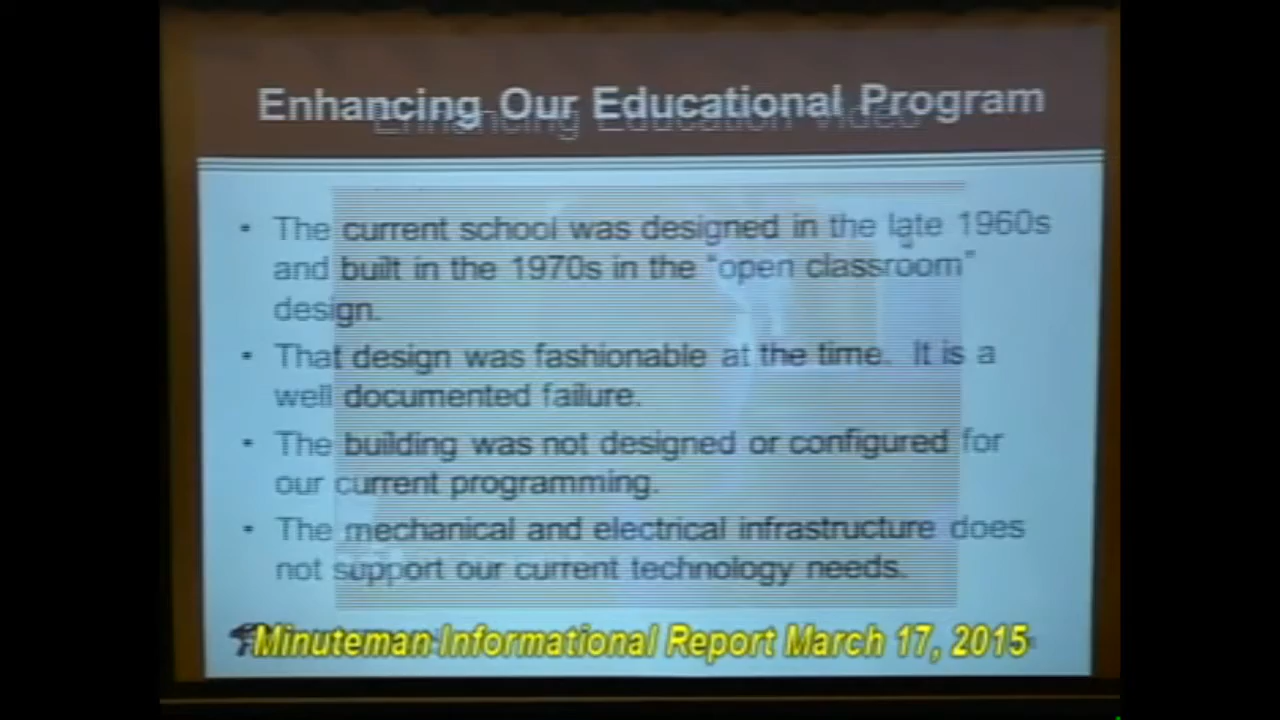 Enhancing Our Educational Program
Enhancing Education Video
• The current school was designed in the late 1960s
and built in the 1970s in the "open classroom"
design.
• That design was fashionable at the time. It is a
well documented failure.
• The building was not designed or configured for
our current programming.
• The mechanical and electrical infrastructure does
not support our current technology needs.
Minuteman Informational Report March 17, 2015